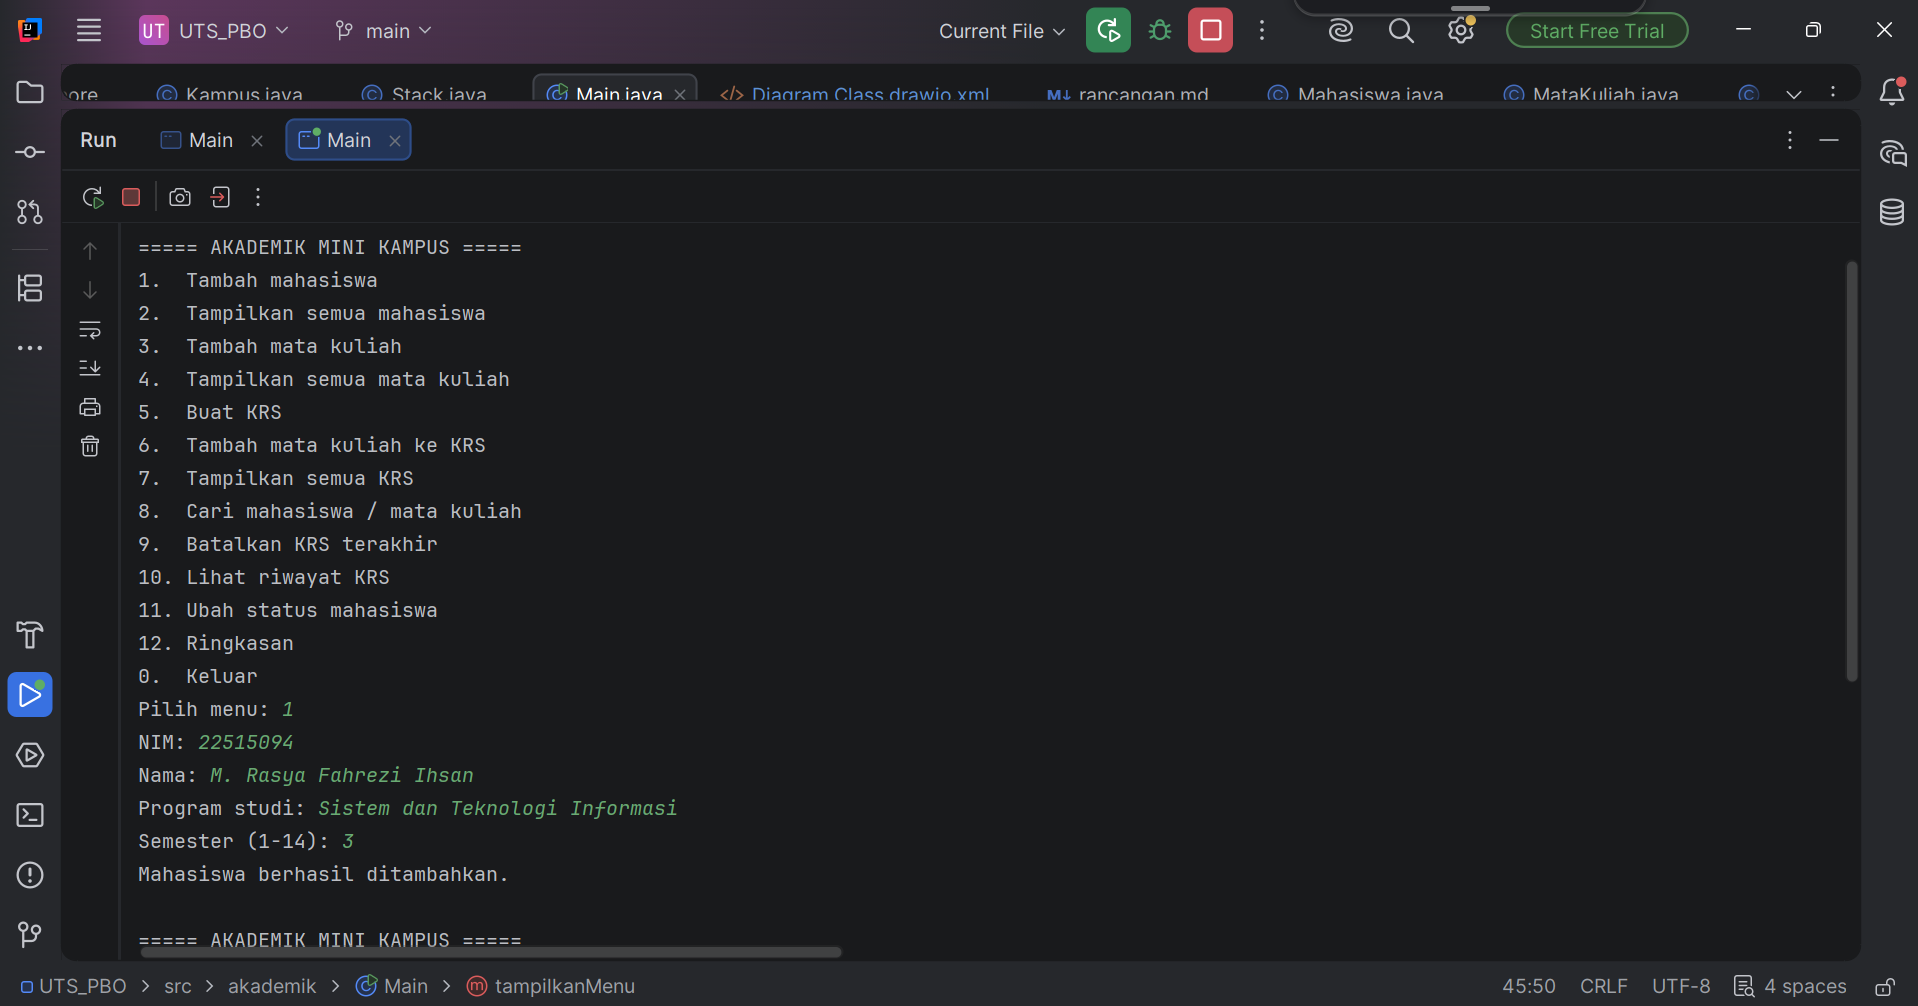 UT UTS_PBO main Current File Start Free Trial
ore Kampus.java Stack.java Main.java </> Diagram Class.drawio.xml M↓ rancangan.md Mahasiswa.java MataKuliah.java
Run Main Main
===== AKADEMIK MINI KAMPUS =====
1. Tambah mahasiswa
2. Tampilkan semua mahasiswa
3. Tambah mata kuliah
4. Tampilkan semua mata kuliah
5. Buat KRS
6. Tambah mata kuliah ke KRS
7. Tampilkan semua KRS
8. Cari mahasiswa / mata kuliah
9. Batalkan KRS terakhir
10. Lihat riwayat KRS
11. Ubah status mahasiswa
12. Ringkasan
0. Keluar
Pilih menu: 1
NIM: 22515094
Nama: M. Rasya Fahrezi Ihsan
Program studi: Sistem dan Teknologi Informasi
Semester (1-14): 3
Mahasiswa berhasil ditambahkan.
===== AKADEMIK MINI KAMPUS =====
UTS_PBO > src > akademik > Main > tampilkanMenu 45:50 CRLF UTF-8 4 spaces